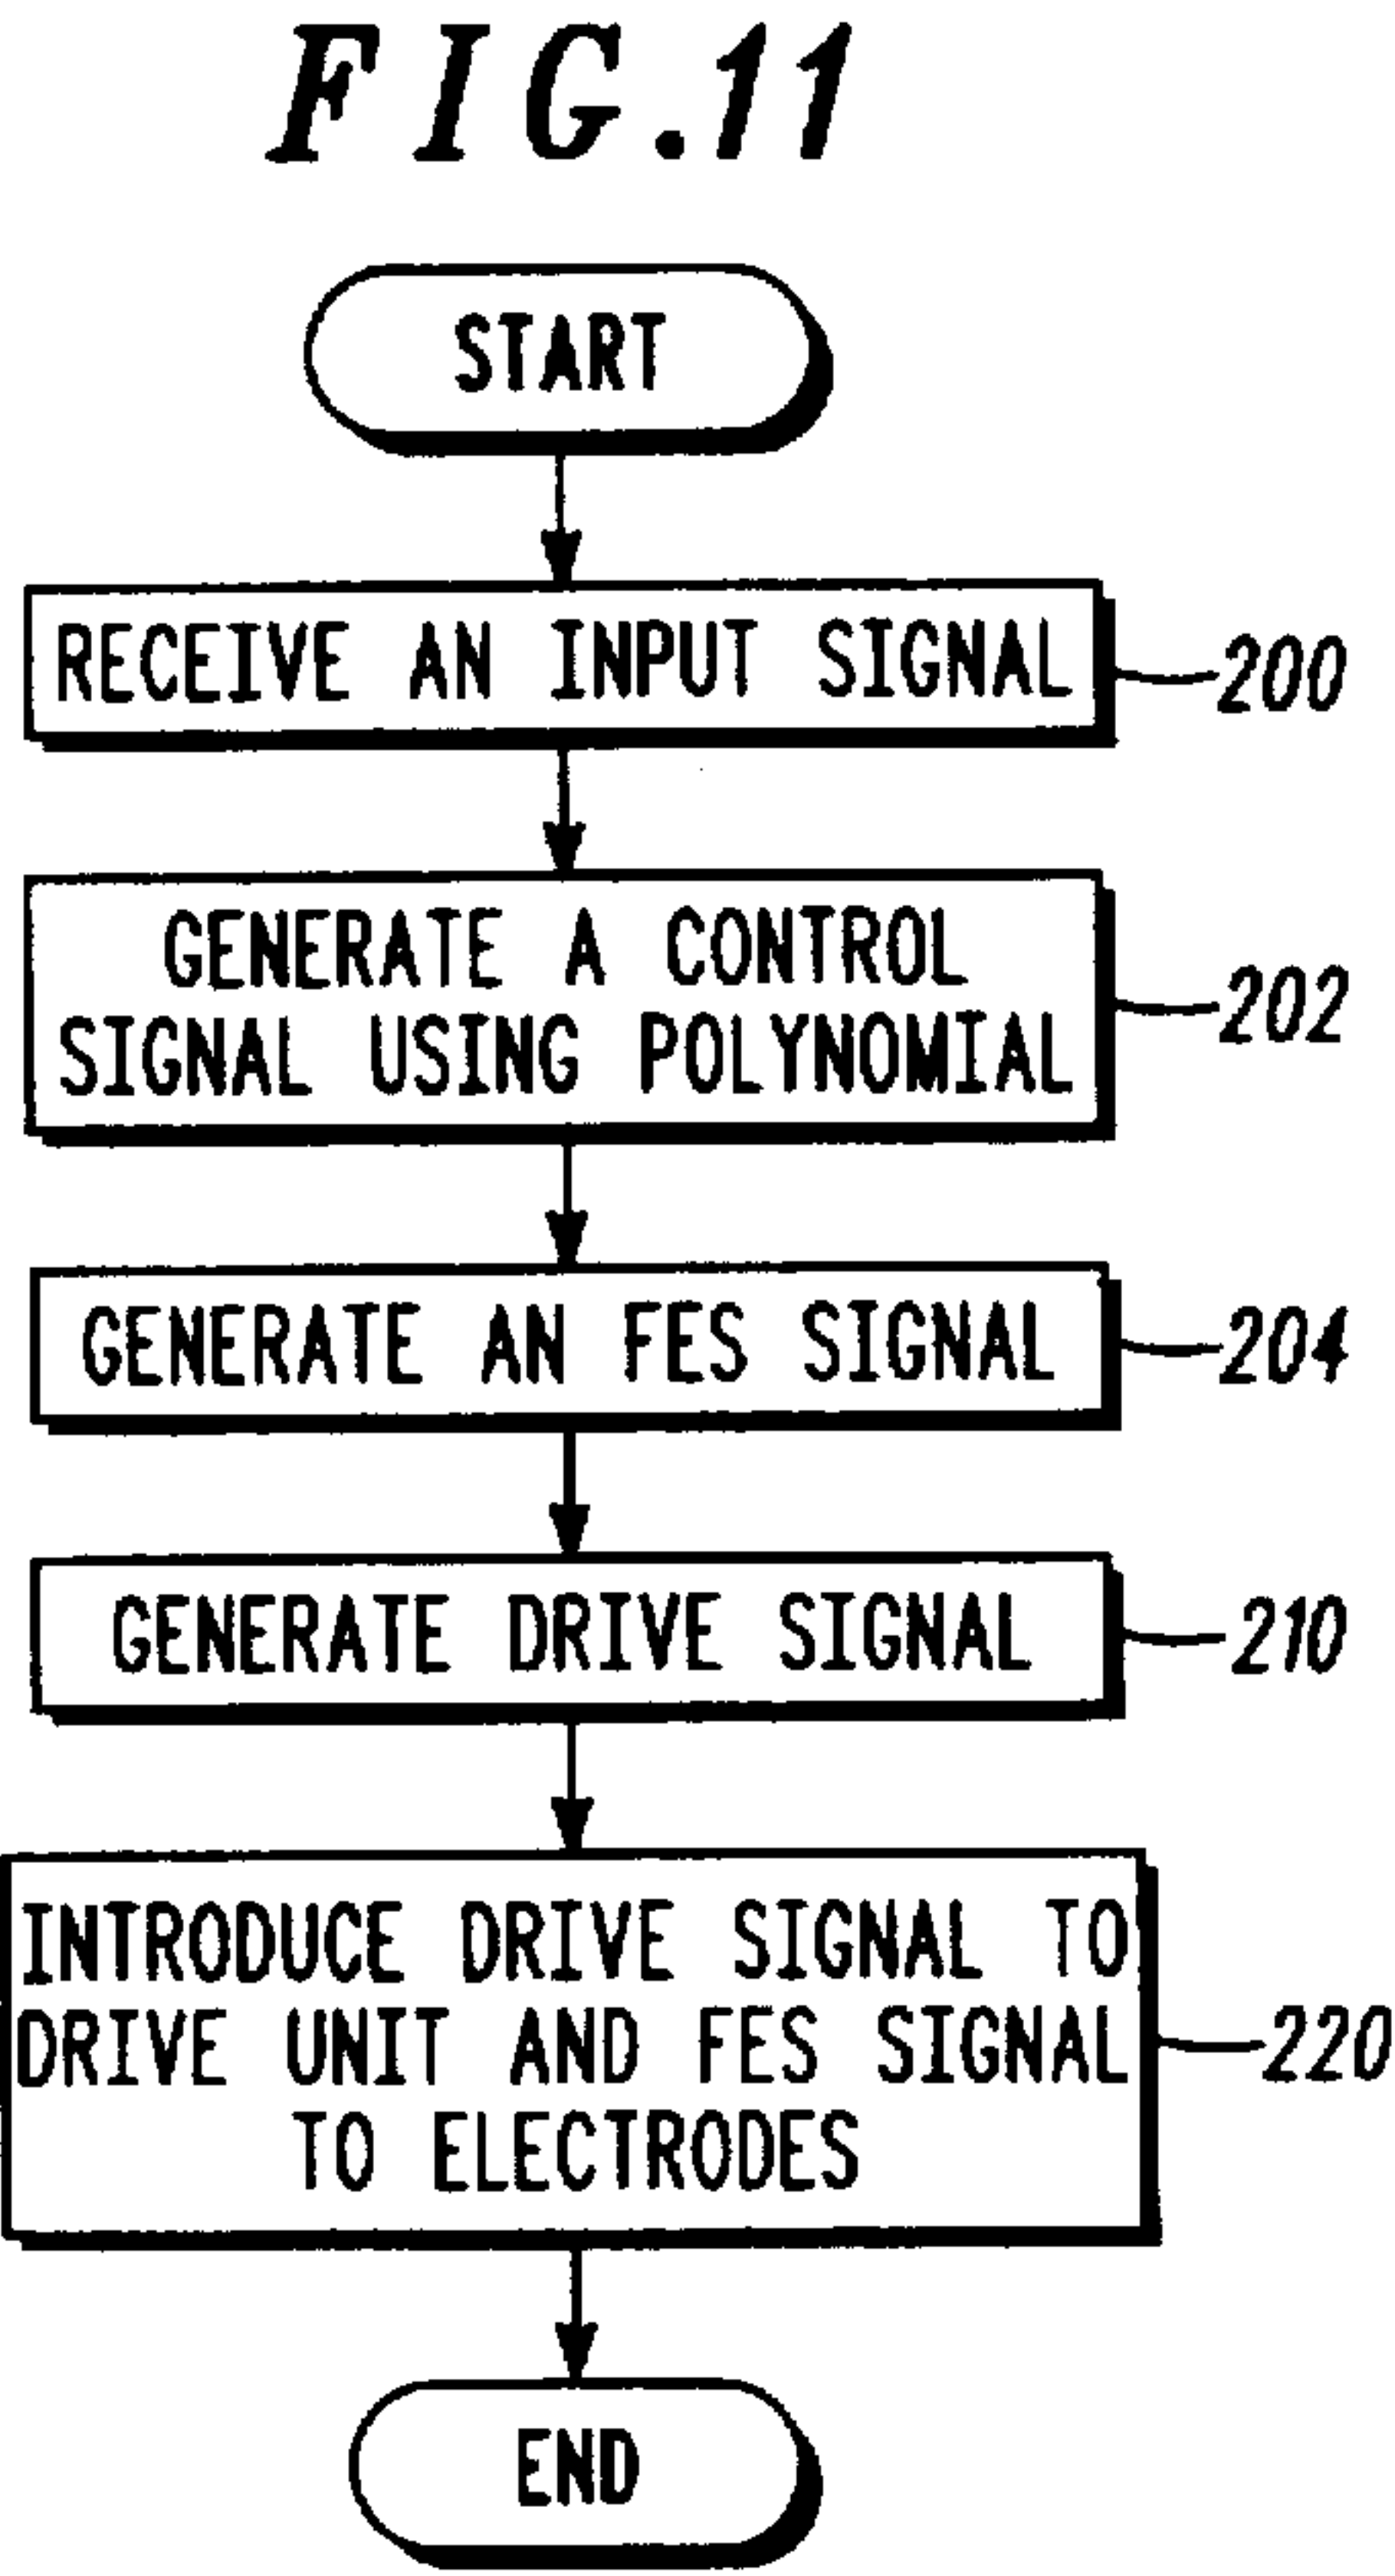 FIG.11
START
RECEIVE AN INPUT SIGNAL
200
GENERATE A CONTROL
SIGNAL USING POLYNOMIAL
202
GENERATE AN FES SIGNAL
204
GENERATE DRIVE SIGNAL
210
INTRODUCE DRIVE SIGNAL TO
DRIVE UNIT AND FES SIGNAL
TO ELECTRODES
220
END